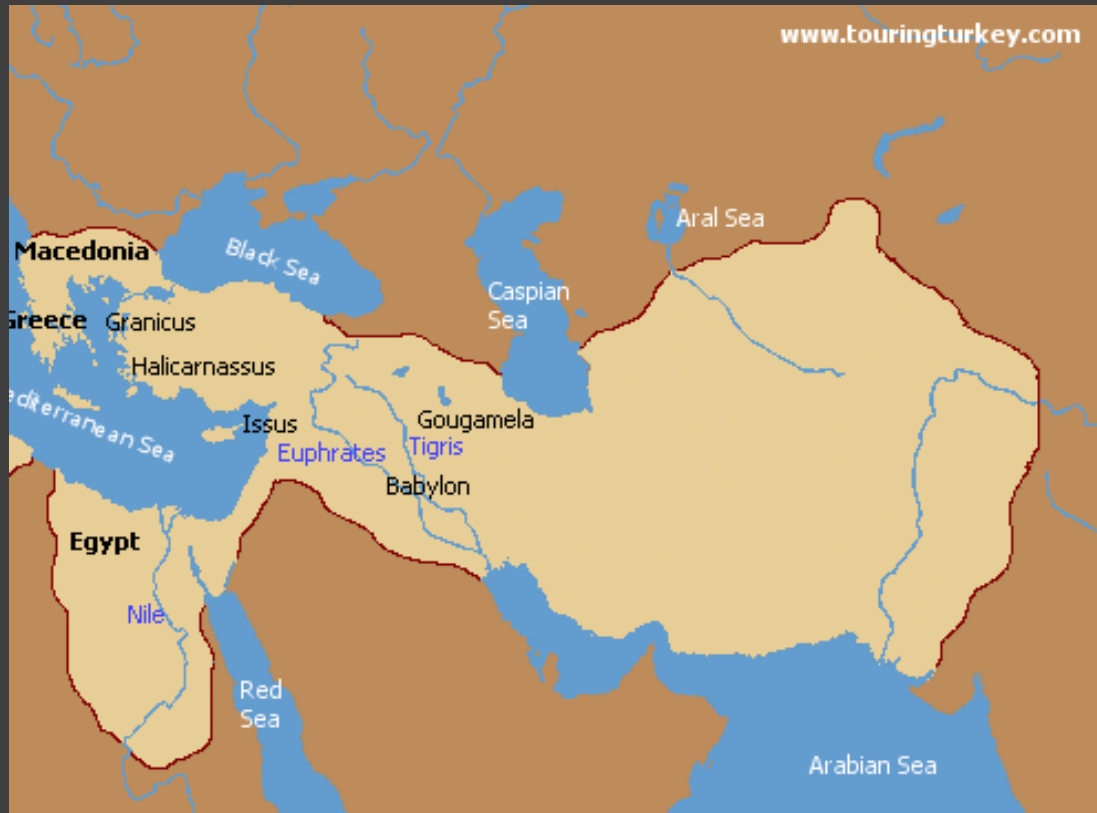 www.touringturkey.com
Aral Sea
Macedonia
Black Sea
Caspian
Sea
Greece
Granicus
Halicarnassus
editerranean Sea
Issus
Gougamela
Euphrates
Tigris
Babylon
Egypt
Nile
Red
Sea
Arabian Sea